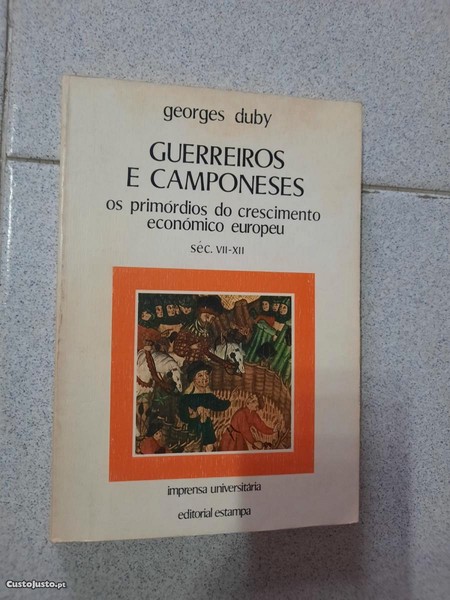 georges duby
GUERREIROS
E CAMPONESES
os primórdios do crescimento
económico europeu
séc. VII-XII
imprensa universitária
editorial estampa
CustoJusto.pt